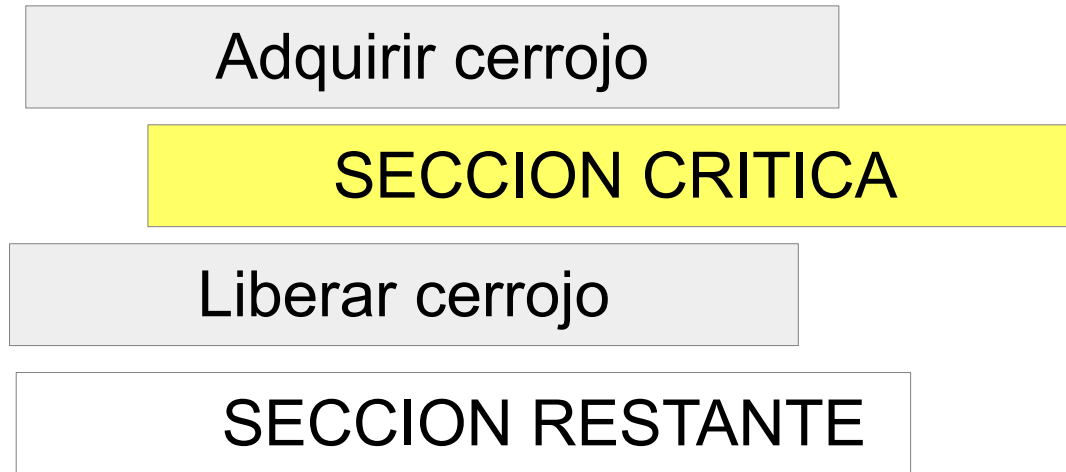 Adquirir cerrojo
SECCION CRITICA
Liberar cerrojo
SECCION RESTANTE